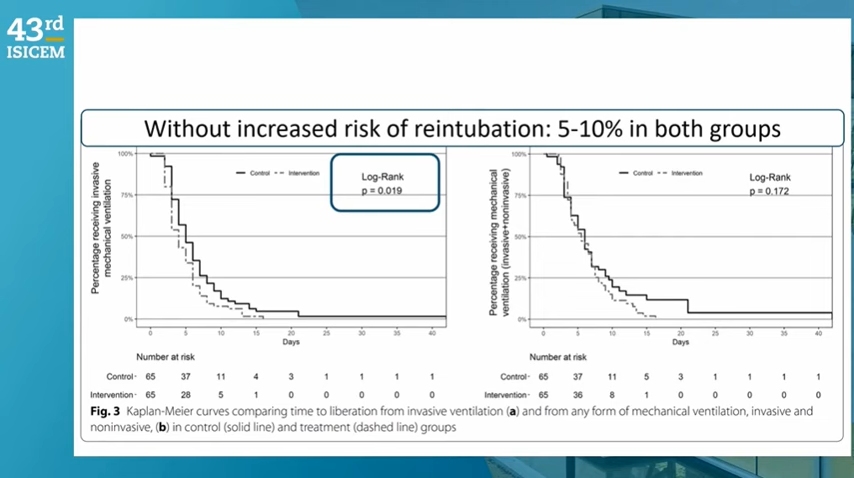 43rd
ISICEM
Without increased risk of reintubation: 5-10% in both groups
Percentage receiving invasive
mechanical ventilation
100%
75%
50%
25%
0%
Control Intervention
Log-Rank
p = 0.019
0 5 10 15 20 25 30 35 40
Days
Number at risk
Control 65 37 11 4 3 1 1 1 1
Intervention 65 28 5 1 0 0 0 0 0
Percentage receiving mechanical
ventilation (invasive+noninvasive)
100%
75%
50%
25%
0%
Control Intervention
Log-Rank
p = 0.172
0 5 10 15 20 25 30 35 40
Days
Number at risk
Control 65 37 11 5 3 1 1 1 1
Intervention 65 36 8 1 0 0 0 0 0
Fig. 3 Kaplan-Meier curves comparing time to liberation from invasive ventilation (a) and from any form of mechanical ventilation, invasive and
noninvasive, (b) in control (solid line) and treatment (dashed line) groups